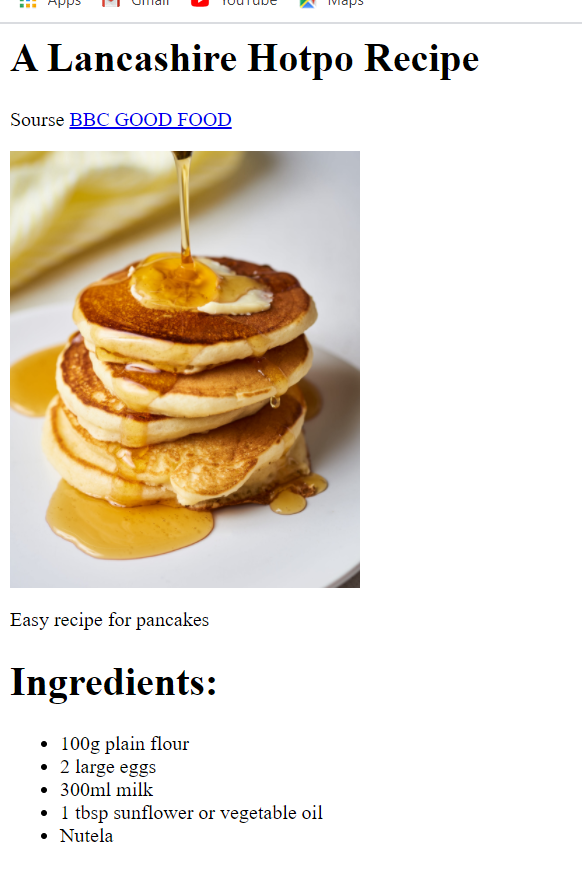 Apps Gmail YouTube Maps
A Lancashire Hotpo Recipe
Sourse BBC GOOD FOOD
Easy recipe for pancakes
Ingredients:
100g plain flour
2 large eggs
300ml milk
1 tbsp sunflower or vegetable oil
Nutela